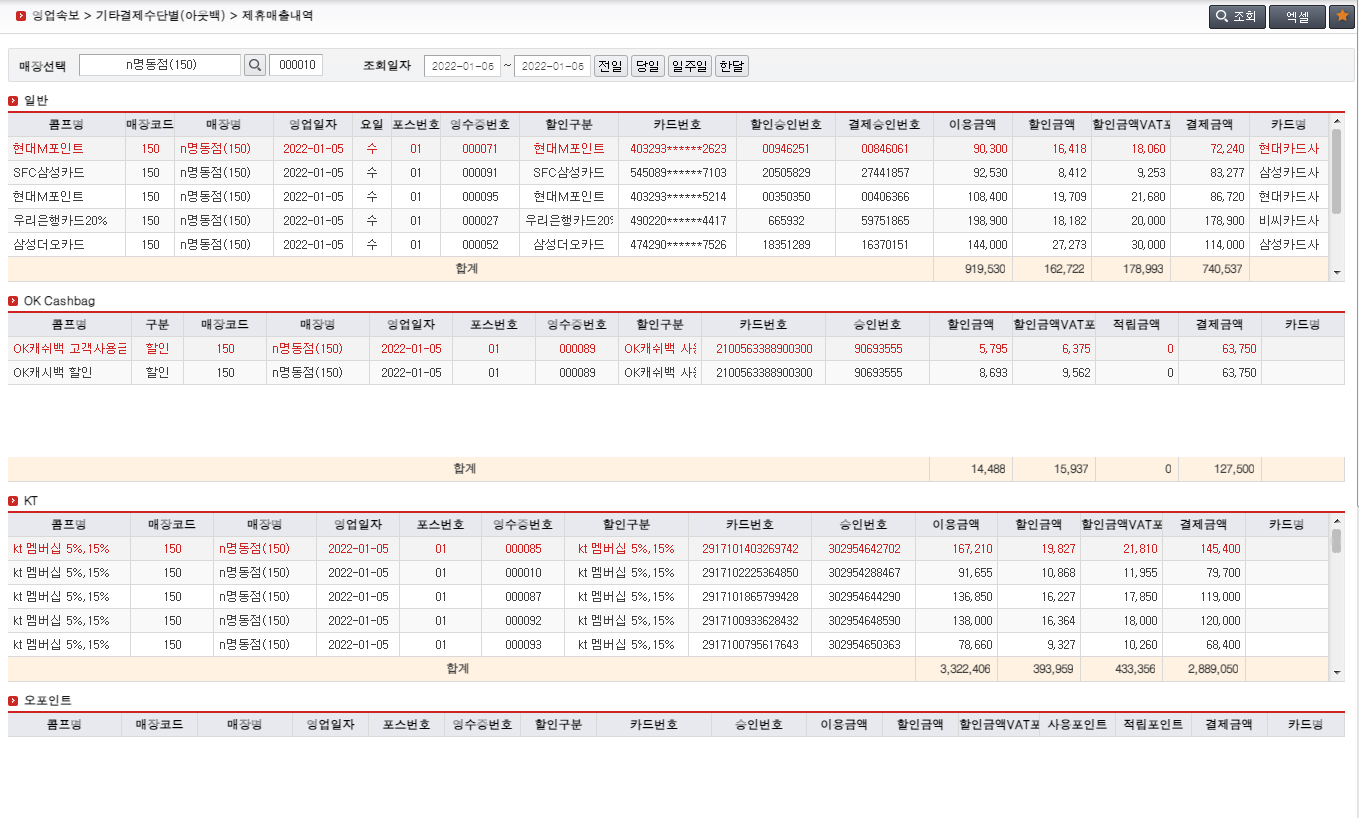 영업속보 > 기타결제수단별(아웃백) > 제휴매출내역 조회 엑셀
매장선택 n명동점(150) 000010 조회일자 2022-01-06 ~ 2022-01-06 전일 당일 일주일 한달
일반
콤프명 매장코드 매장명 영업일자 요일 포스번호 영수증번호 할인구분 카드번호 할인승인번호 결제승인번호 이용금액 할인금액 할인금액VAT포 결제금액 카드명
현대M포인트 150 n명동점(150) 2022-01-05 수 01 000071 현대M포인트 403293******2623 00946251 00846061 90,300 16,418 18,060 72,240 현대카드사
SFC삼성카드 150 n명동점(150) 2022-01-05 수 01 000091 SFC삼성카드 545089******7103 20505829 27441857 92,530 8,412 9,253 83,277 삼성카드사
현대M포인트 150 n명동점(150) 2022-01-05 수 01 000095 현대M포인트 403293******5214 00350350 00406366 108,400 19,709 21,680 86,720 현대카드사
우리은행카드20% 150 n명동점(150) 2022-01-05 수 01 000027 우리은행카드20% 490220******4417 665932 59751865 198,900 18,182 20,000 178,900 비씨카드사
삼성더오카드 150 n명동점(150) 2022-01-05 수 01 000052 삼성더오카드 474290******7526 18351289 16370151 144,000 27,273 30,000 114,000 삼성카드사
합계 919,530 162,722 178,993 740,537
OK Cashbag
콤프명 구분 매장코드 매장명 영업일자 포스번호 영수증번호 할인구분 카드번호 승인번호 할인금액 할인금액VAT포 적립금액 결제금액 카드명
OK캐쉬백 고객사용금 할인 150 n명동점(150) 2022-01-05 01 000089 OK캐쉬백 사용 2100563388900300 90693555 5,795 6,375 0 63,750
OK캐시백 할인 할인 150 n명동점(150) 2022-01-05 01 000089 OK캐쉬백 사용 2100563388900300 90693555 8,693 9,562 0 63,750
합계 14,488 15,937 0 127,500
KT
콤프명 매장코드 매장명 영업일자 포스번호 영수증번호 할인구분 카드번호 승인번호 이용금액 할인금액 할인금액VAT포 결제금액 카드명
kt 멤버십 5%,15% 150 n명동점(150) 2022-01-05 01 000085 kt 멤버십 5%,15% 2917101403269742 302954642702 167,210 19,827 21,810 145,400
kt 멤버십 5%,15% 150 n명동점(150) 2022-01-05 01 000010 kt 멤버십 5%,15% 2917102225364850 302954288467 91,655 10,868 11,955 79,700
kt 멤버십 5%,15% 150 n명동점(150) 2022-01-05 01 000087 kt 멤버십 5%,15% 2917101865799428 302954644290 136,850 16,227 17,850 119,000
kt 멤버십 5%,15% 150 n명동점(150) 2022-01-05 01 000092 kt 멤버십 5%,15% 2917100933628432 302954648590 138,000 16,364 18,000 120,000
kt 멤버십 5%,15% 150 n명동점(150) 2022-01-05 01 000093 kt 멤버십 5%,15% 2917100795617643 302954650363 78,660 9,327 10,260 68,400
합계 3,322,406 393,959 433,356 2,889,050
오포인트
콤프명 매장코드 매장명 영업일자 포스번호 영수증번호 할인구분 카드번호 승인번호 이용금액 할인금액 할인금액VAT포 사용포인트 적립포인트 결제금액 카드명